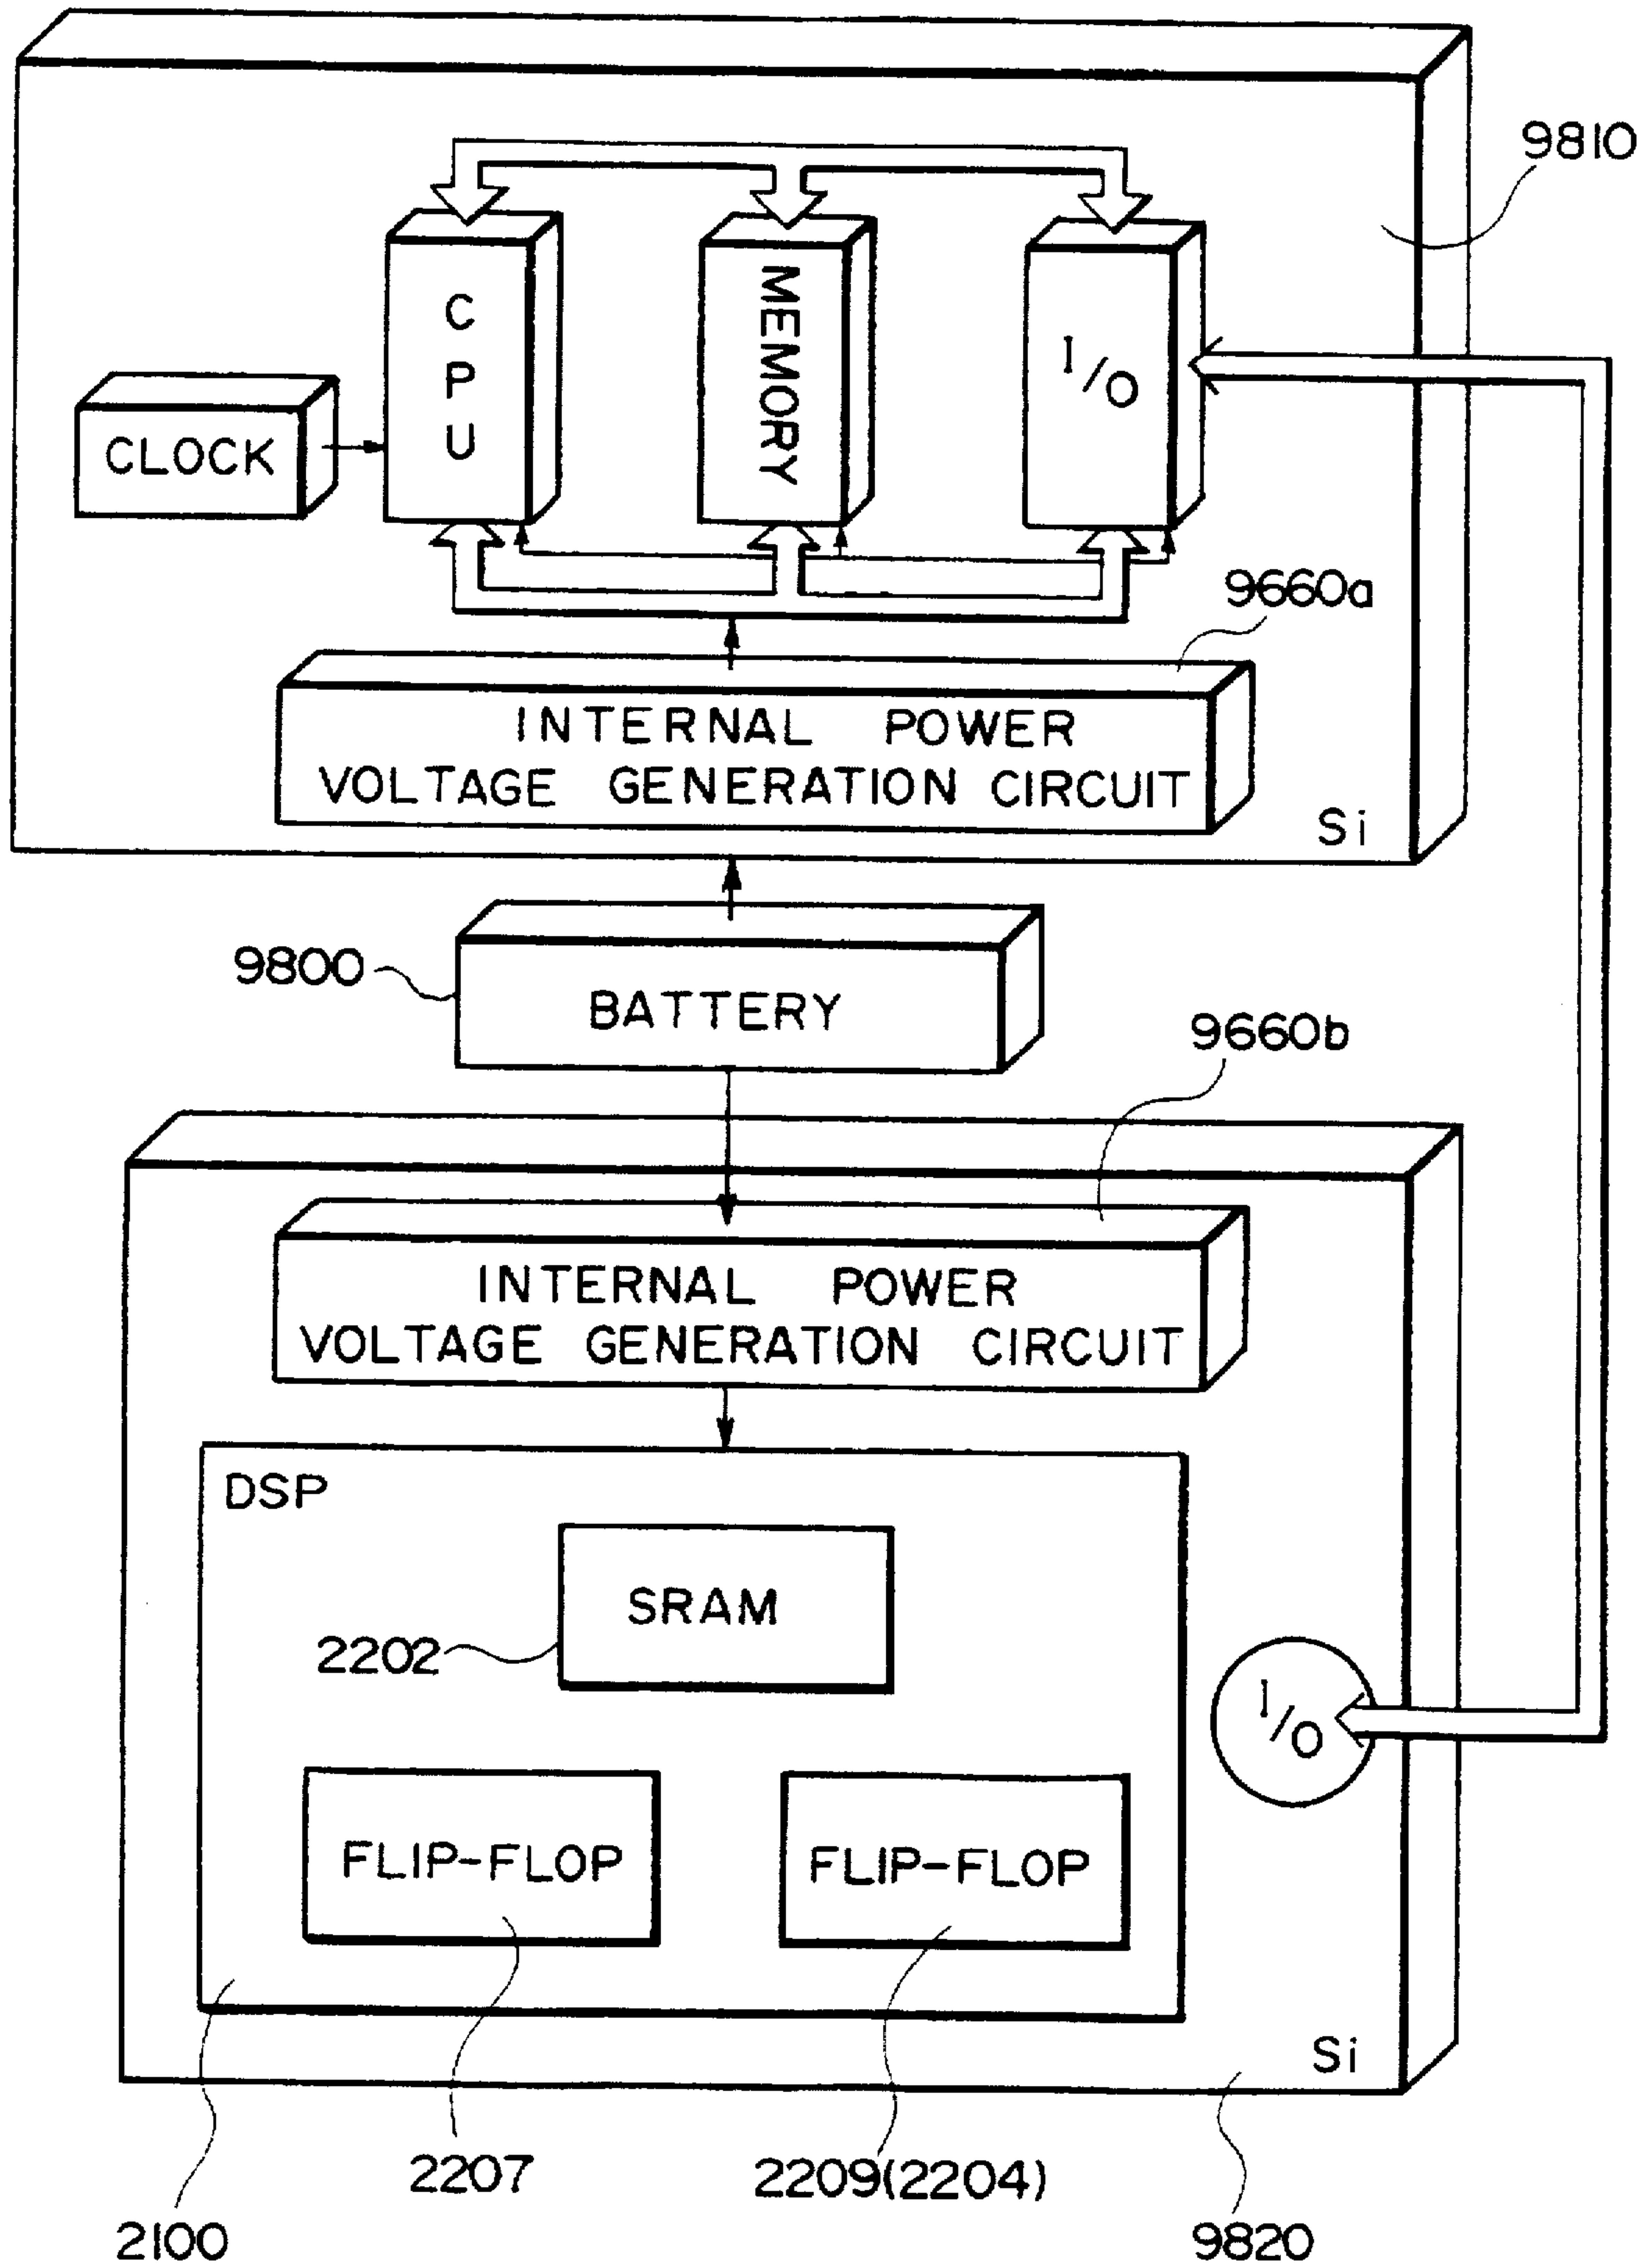 9810
CPU
MEMORY
I/O
CLOCK
9660a
INTERNAL POWER
VOLTAGE GENERATION CIRCUIT
Si
9800
BATTERY
9660b
INTERNAL POWER
VOLTAGE GENERATION CIRCUIT
DSP
SRAM
2202
I/O
FLIP-FLOP
FLIP-FLOP
Si
2207
2209(2204)
2100
9820